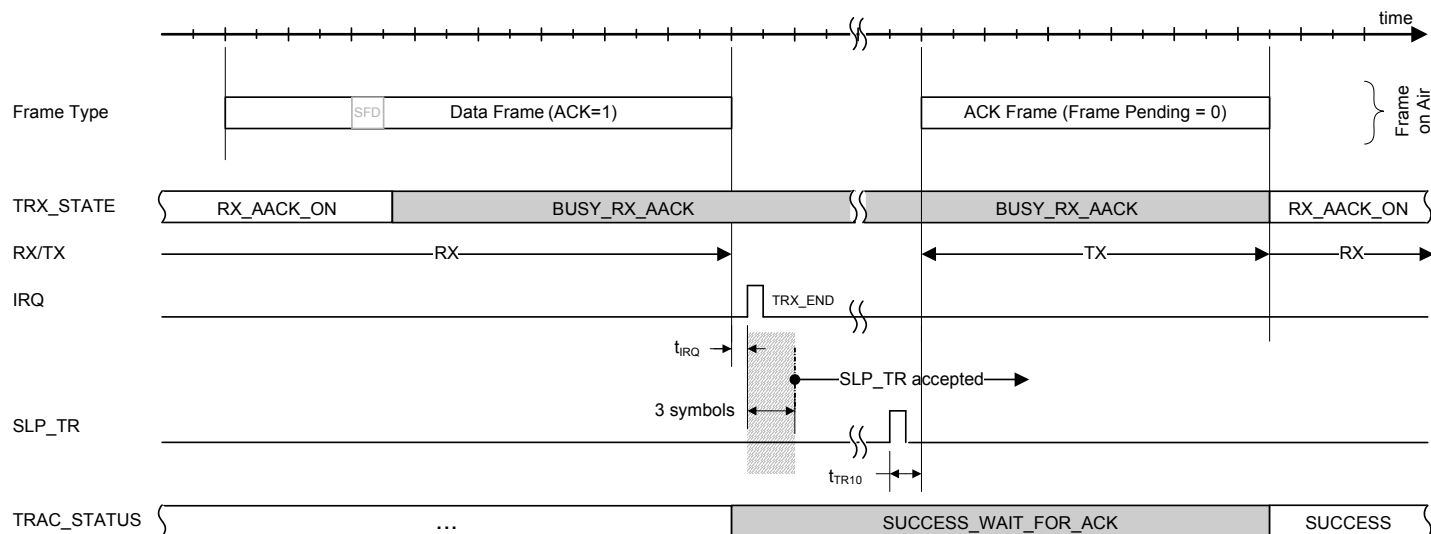 time
Frame Type
SFD
Data Frame (ACK=1)
ACK Frame (Frame Pending = 0)
Frame
on Air
TRX_STATE
RX_AACK_ON
BUSY_RX_AACK
BUSY_RX_AACK
RX_AACK_ON
RX/TX
RX
TX
RX
IRQ
TRX_END
tIRQ
SLP_TR accepted
3 symbols
SLP_TR
tTR10
TRAC_STATUS
...
SUCCESS_WAIT_FOR_ACK
SUCCESS